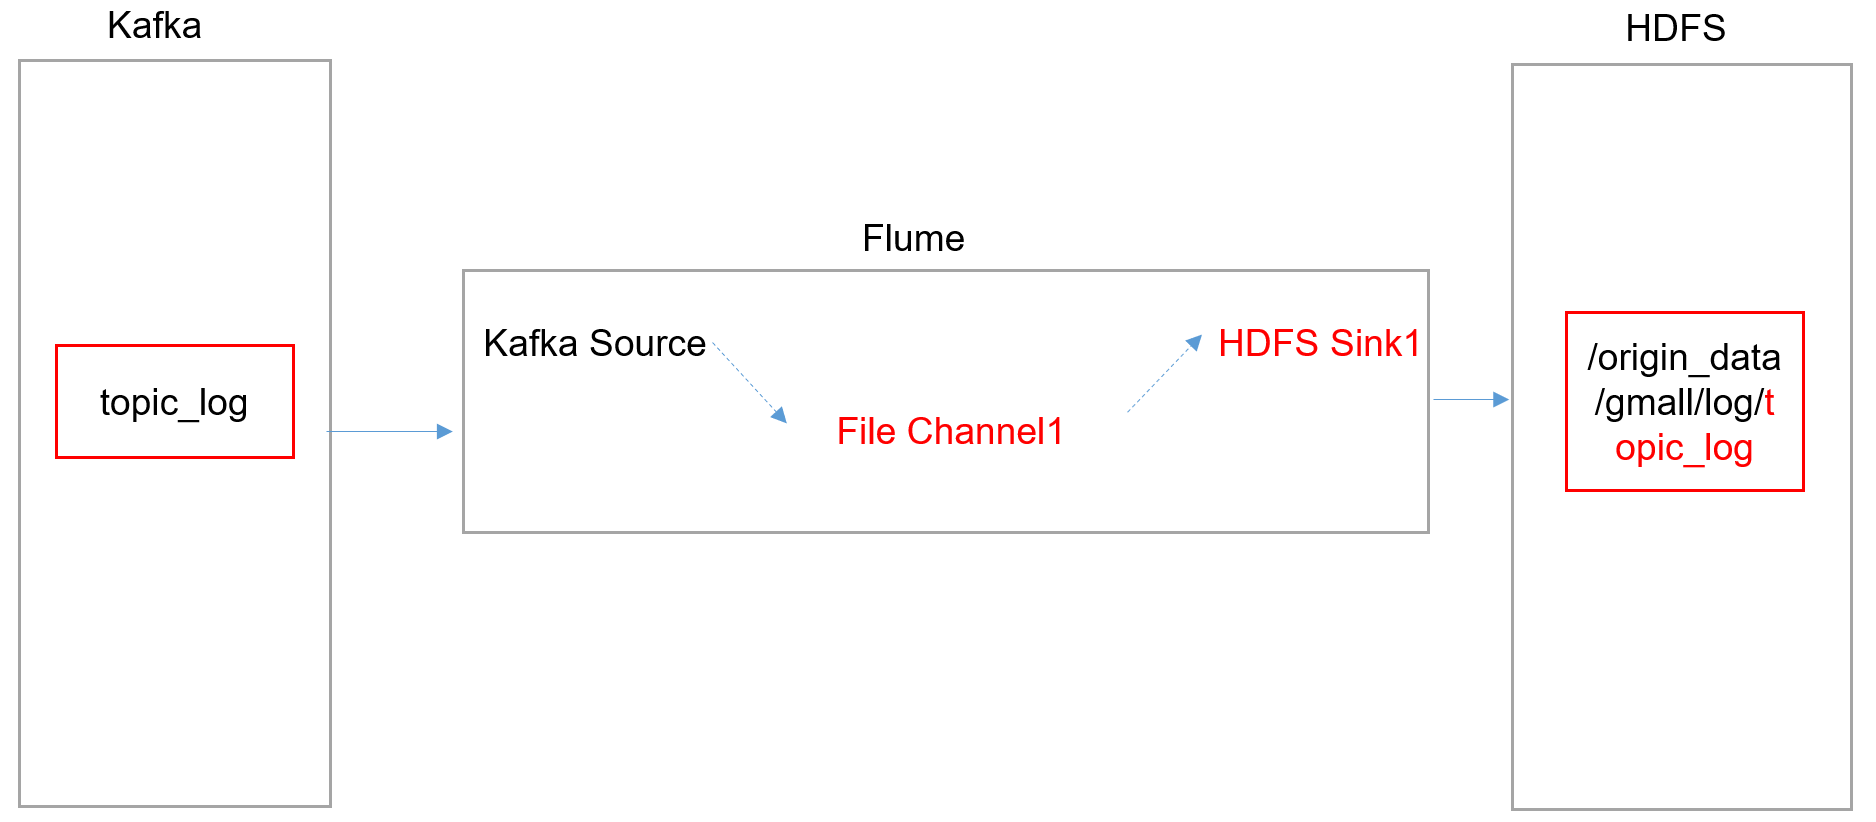 Kafka
topic_log
Flume
Kafka Source
File Channel1
HDFS Sink1
HDFS
/origin_data
/gmall/log/t
opic_log